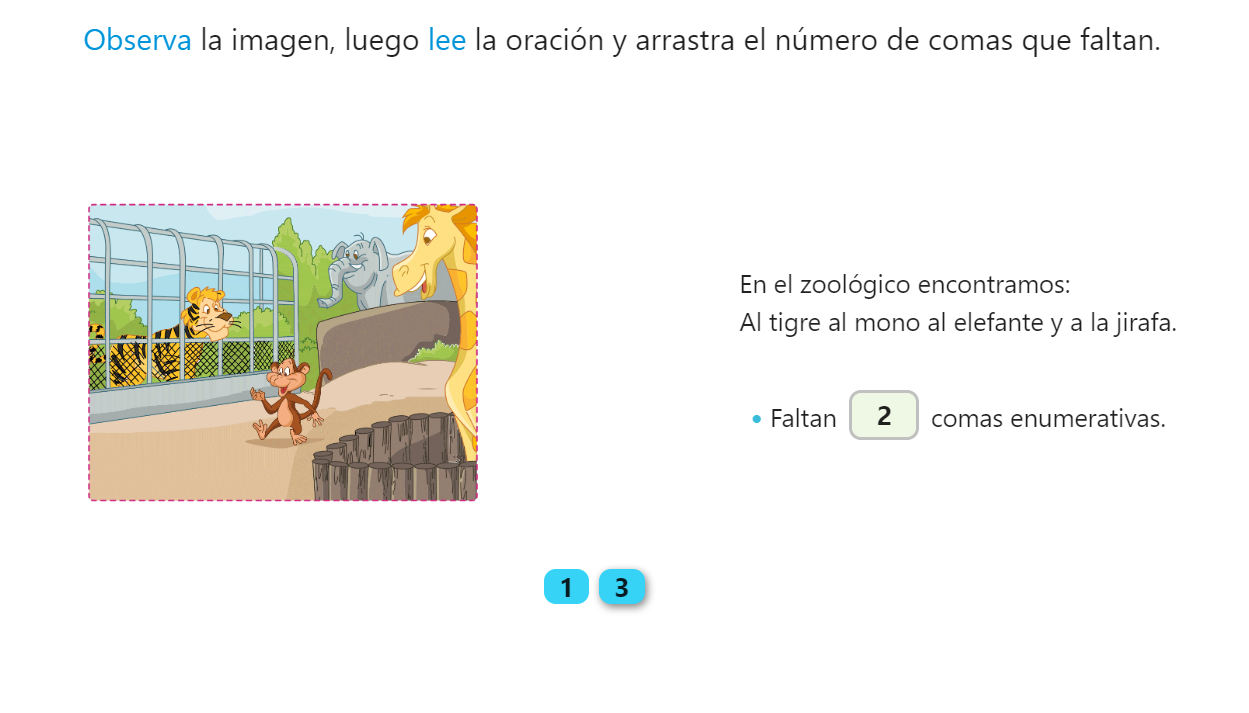 Observa la imagen, luego lee la oración y arrastra el número de comas que faltan.
En el zoológico encontramos:
Al tigre al mono al elefante y a la jirafa.
• Faltan 2 comas enumerativas.
1 3